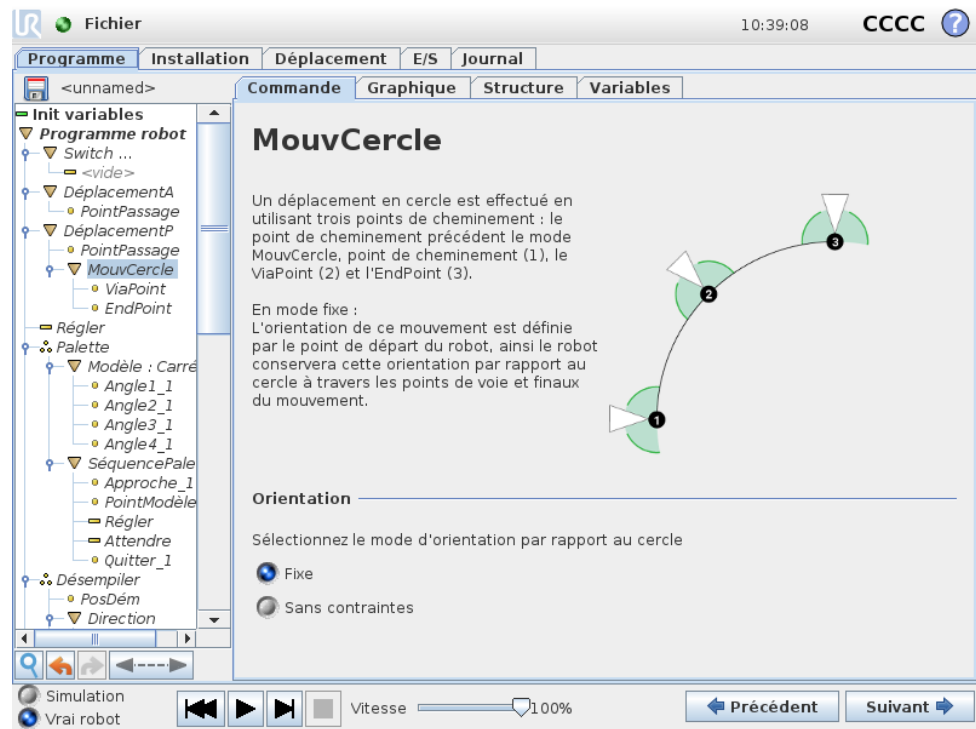 UR Fichier 10:39:08 CCCC ?
Programme Installation Déplacement E/S Journal
<unnamed>
Commande Graphique Structure Variables
Init variables
Programme robot
Switch ...
<vide>
DéplacementA
PointPassage
DéplacementP
PointPassage
MouvCercle
ViaPoint
EndPoint
Régler
Palette
Modèle : Carré
Angle1_1
Angle2_1
Angle3_1
Angle4_1
SéquencePale
Approche_1
PointModèle
Régler
Attendre
Quitter_1
Désempiler
PosDém
Direction
MouvCercle
Un déplacement en cercle est effectué en
utilisant trois points de cheminement : le
point de cheminement précédent le mode
MouvCercle, point de cheminement (1), le
ViaPoint (2) et l'EndPoint (3).
En mode fixe :
L'orientation de ce mouvement est définie
par le point de départ du robot, ainsi le robot
conservera cette orientation par rapport au
cercle à travers les points de voie et finaux
du mouvement.
3
2
1
Orientation
Sélectionnez le mode d'orientation par rapport au cercle
Fixe
Sans contraintes
Simulation
Vrai robot
Vitesse 100%
Précédent Suivant